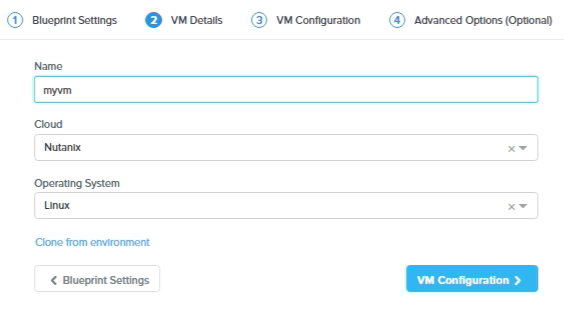 1 Blueprint Settings 2 VM Details 3 VM Configuration 4 Advanced Options (Optional)
Name
myvm
Cloud
Nutanix
Operating System
Linux
Clone from environment
Blueprint Settings VM Configuration